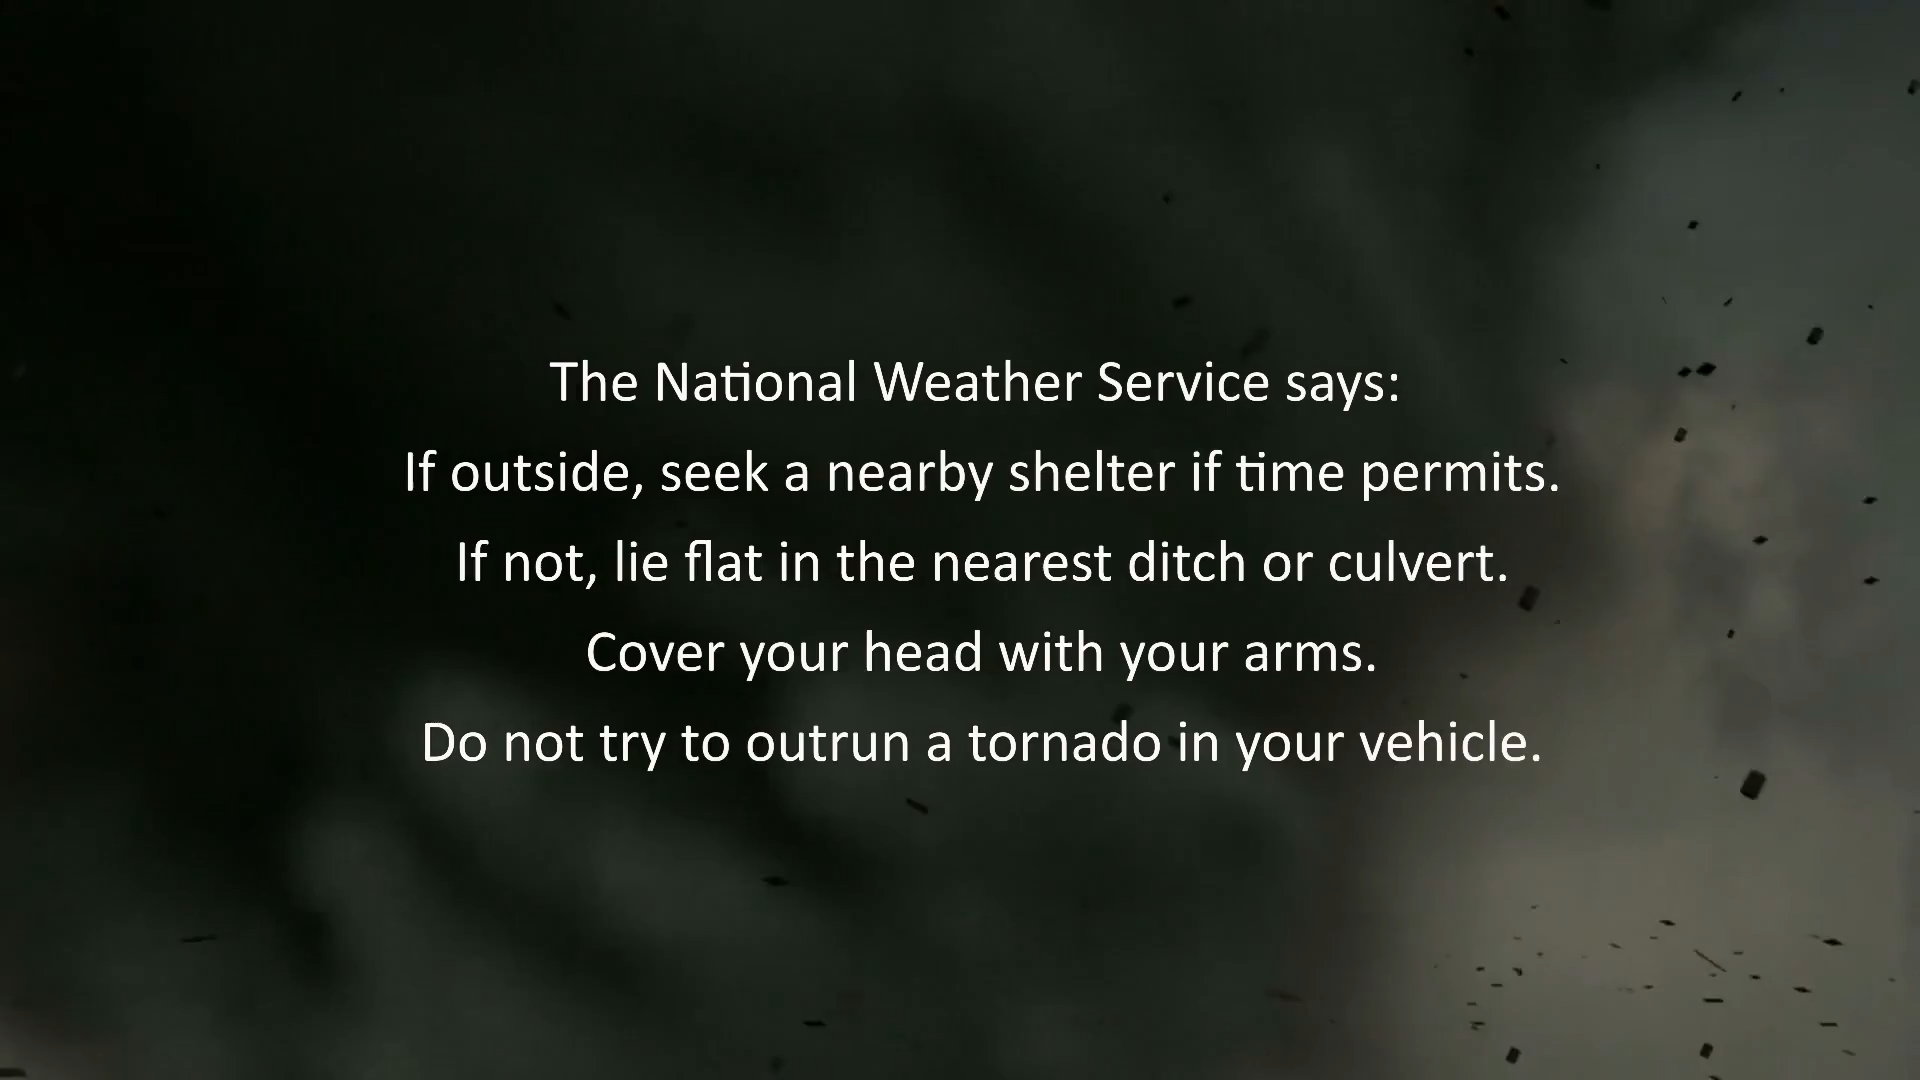 The National Weather Service says:
If outside, seek a nearby shelter if time permits.
If not, lie flat in the nearest ditch or culvert.
Cover your head with your arms.
Do not try to outrun a tornado in your vehicle.